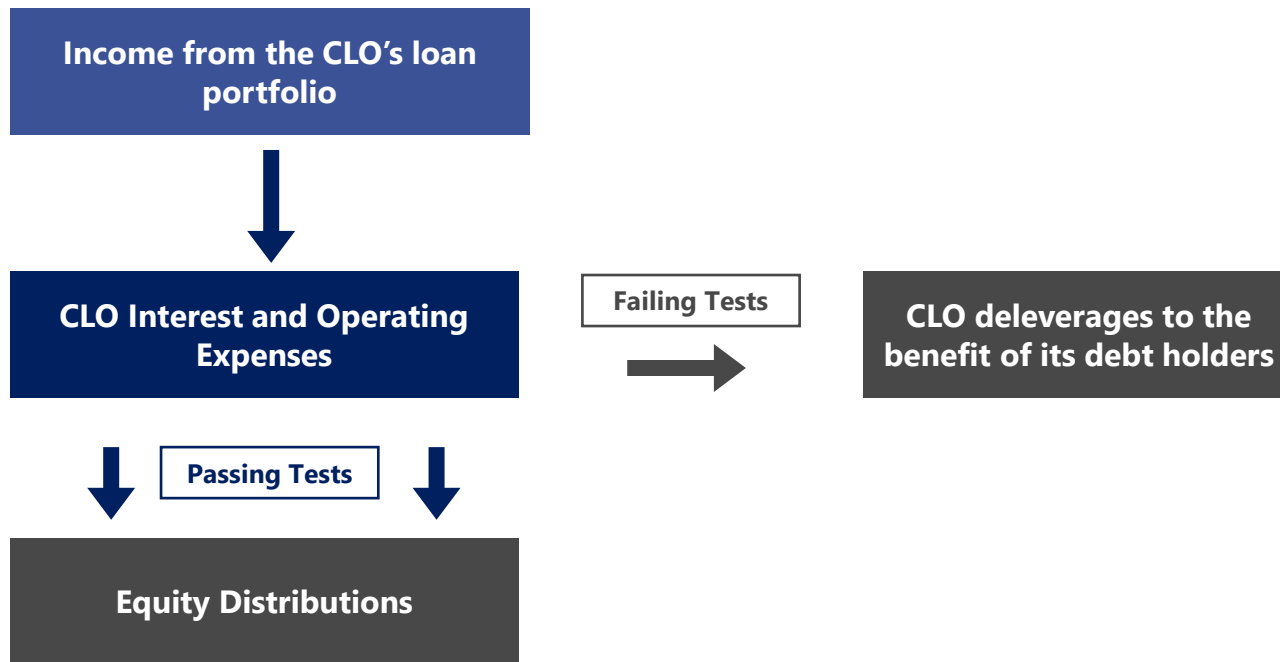 Income from the CLO’s loan
portfolio
CLO Interest and Operating
Expenses
Failing Tests
CLO deleverages to the
benefit of its debt holders
Passing Tests
Equity Distributions